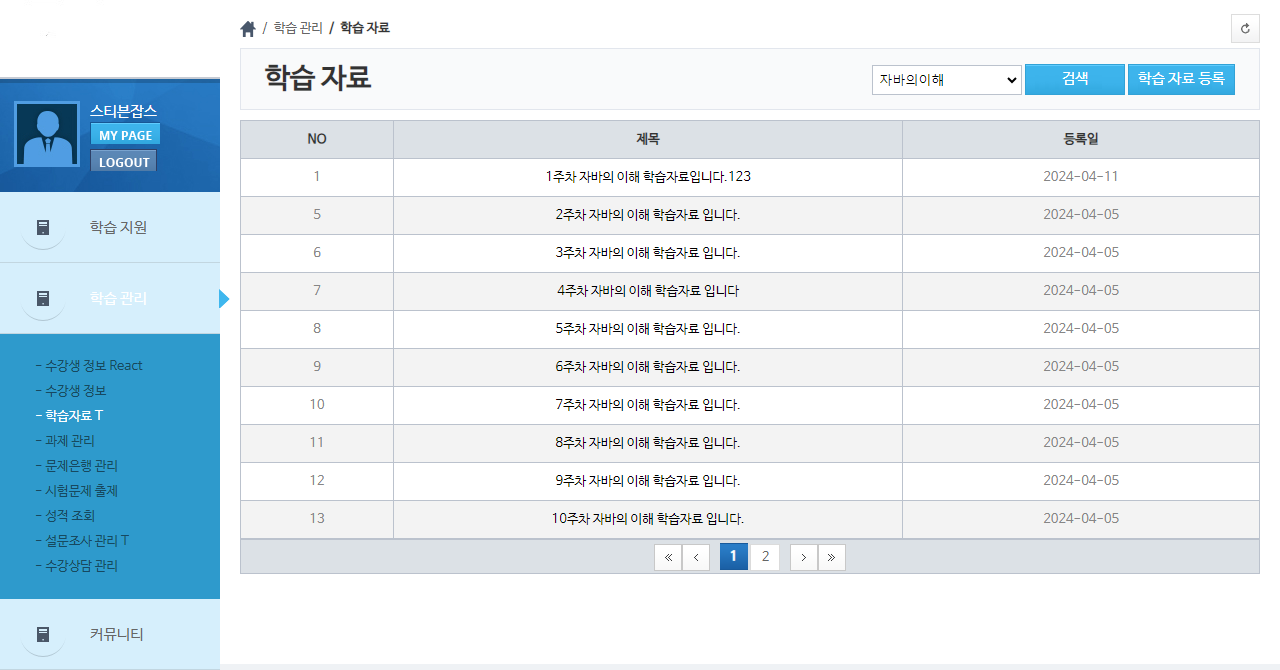 / 학습 관리 / 학습 자료
학습 자료
자바의이해 검색 학습 자료 등록
스티븐잡스
MY PAGE
LOGOUT
학습 지원
학습 관리
- 수강생 정보 React
- 수강생 정보
- 학습자료 T
- 과제 관리
- 문제은행 관리
- 시험문제 출제
- 성적 조회
- 설문조사 관리 T
- 수강상담 관리
커뮤니티
NO 제목 등록일
1 1주차 자바의 이해 학습자료입니다.123 2024-04-11
5 2주차 자바의 이해 학습자료 입니다. 2024-04-05
6 3주차 자바의 이해 학습자료 입니다. 2024-04-05
7 4주차 자바의 이해 학습자료 입니다 2024-04-05
8 5주차 자바의 이해 학습자료 입니다. 2024-04-05
9 6주차 자바의 이해 학습자료 입니다. 2024-04-05
10 7주차 자바의 이해 학습자료 입니다. 2024-04-05
11 8주차 자바의 이해 학습자료 입니다. 2024-04-05
12 9주차 자바의 이해 학습자료 입니다. 2024-04-05
13 10주차 자바의 이해 학습자료 입니다. 2024-04-05
« ‹ 1 2 › »